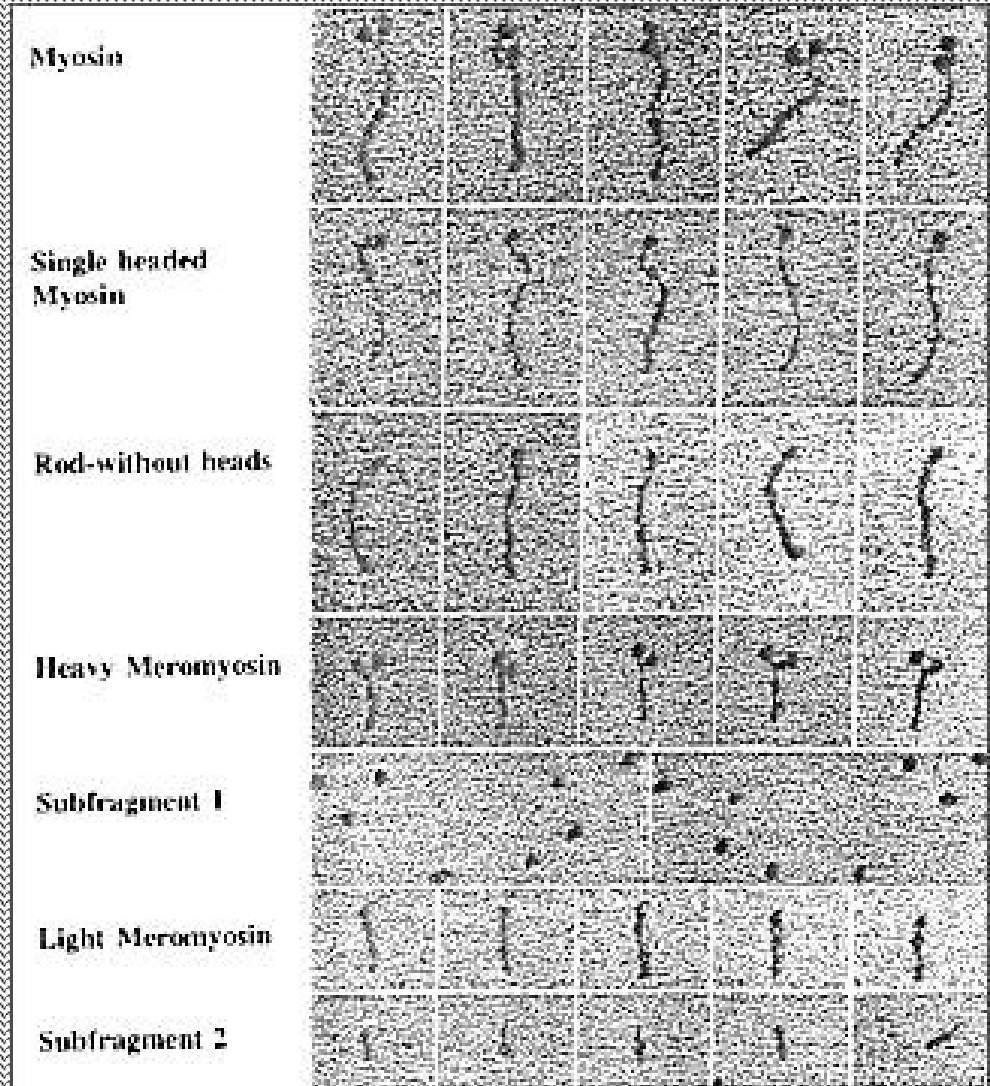 Myosin
Single headed
Myosin
Rod-without heads
Heavy Meromyosin
Subfragment 1
Light Meromyosin
Subfragment 2